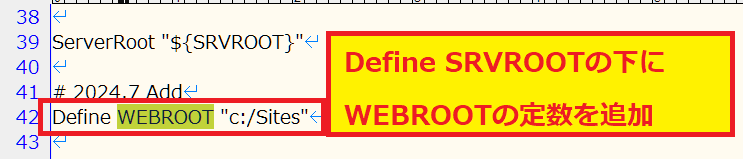 38
39 ServerRoot "${SRVROOT}"
40
41 # 2024.7 Add
42 Define WEBROOT "c:/Sites"
43
Define SRVROOTの下に
WEBROOTの定数を追加